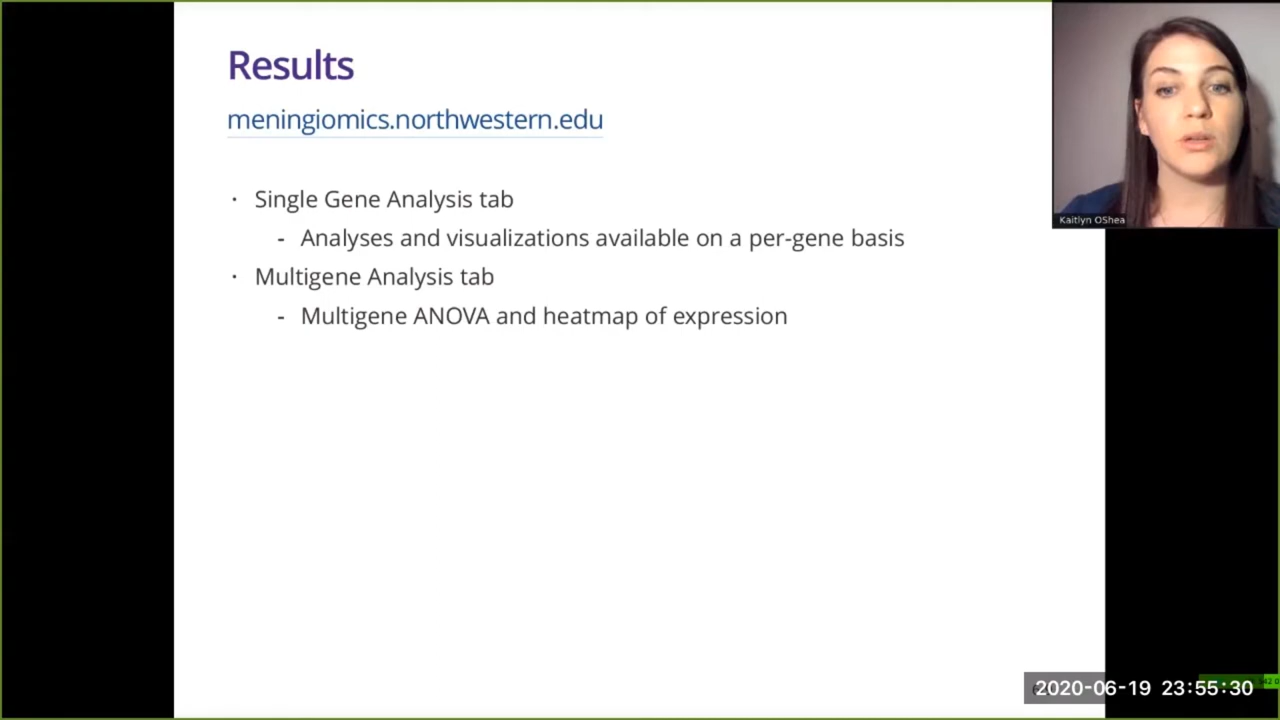 Results
meningiomics.northwestern.edu
· Single Gene Analysis tab
- Analyses and visualizations available on a per-gene basis
· Multigene Analysis tab
- Multigene ANOVA and heatmap of expression
Kaitlyn OShea
2020-06-19 23:55:30